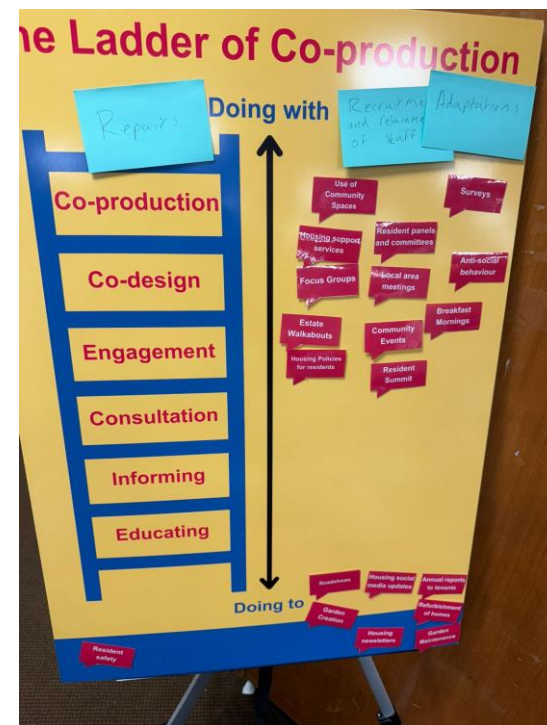 he Ladder of Co-production
Repairs
Doing with
Recruitme
and retainment
of staff
Adaptations
Co-production
Co-design
Engagement
Consultation
Informing
Educating
Use of
Community
Spaces
Surveys
Housing support
services
Resident panels
and committees
Anti-social
behaviour
Focus Groups
Local area
meetings
Estate
Walkabouts
Community
Events
Breakfast
Mornings
Housing Policies
for residents
Resident
Summit
Doing to
Roadshows
Housing social
media updates
Annual reports
to tenants
Garden
Creation
Refurbishment
of homes
Housing
newsletters
Garden
Maintenance
Resident
safety